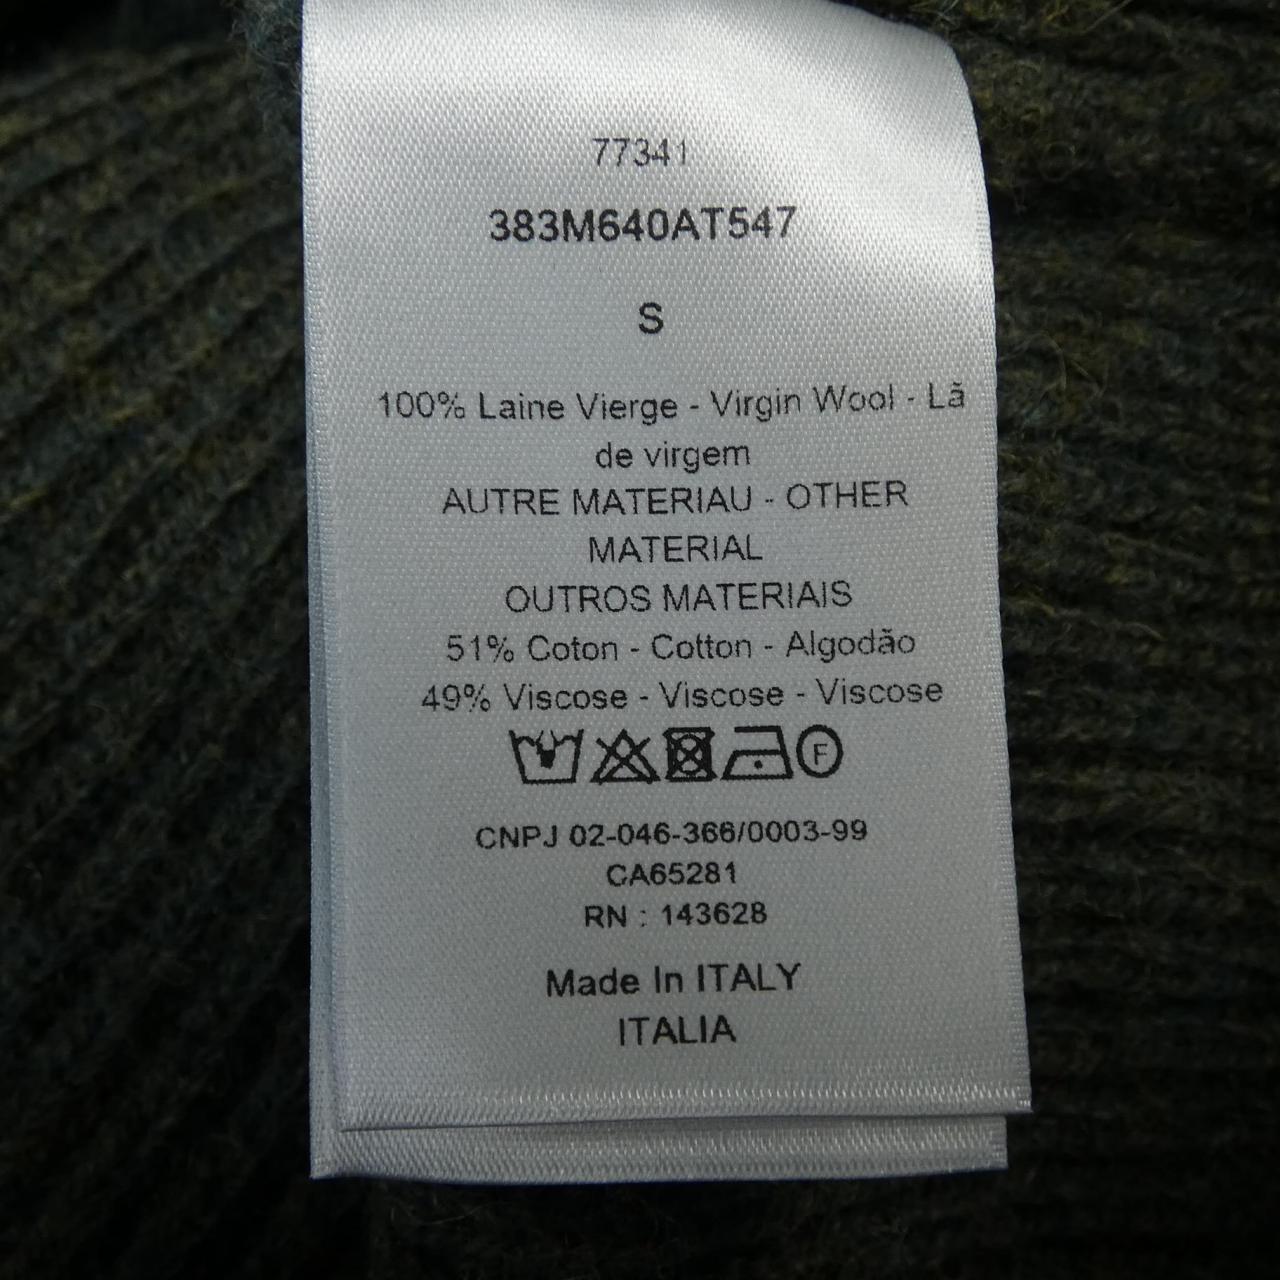 77341
383M640AT547
S
100% Laine Vierge - Virgin Wool - Lã
de virgem
AUTRE MATERIAU - OTHER
MATERIAL
OUTROS MATERIAIS
51% Coton - Cotton - Algodão
49% Viscose - Viscose - Viscose
F
CNPJ 02-046-366/0003-99
CA65281
RN : 143628
Made In ITALY
ITALIA